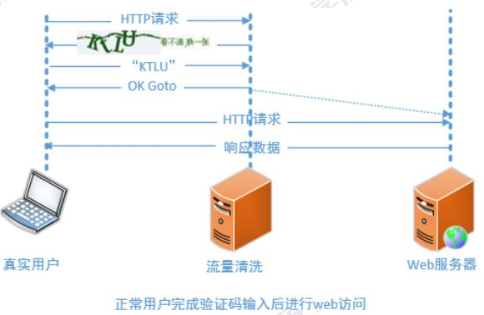 HTTP请求
KTLU 看不清,换一张
“KTLU”
OK Goto
HTTP请求
响应数据
真实用户
流量清洗
Web服务器
正常用户完成验证码输入后进行web访问